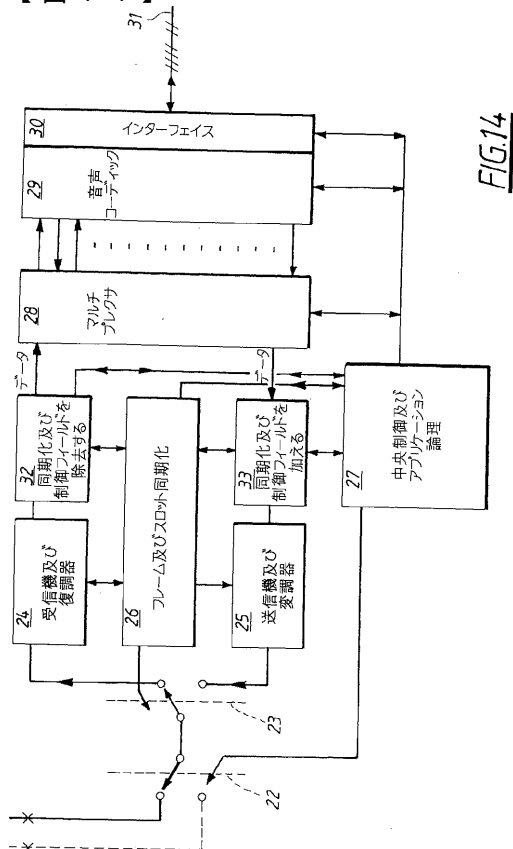 31
30
インターフェイス
29
音声
コーディック
28
マルチ
プレクサ
データ
データ
32
同期化及び
制御フィールドを
除去する
33
同期化及び
制御フィールドを
加える
24
受信機及び
復調器
26
フレーム及びスロット同期化
25
送信機及び
変調器
27
中央制御及び
アプリケーション
論理
23
22
FIG.14